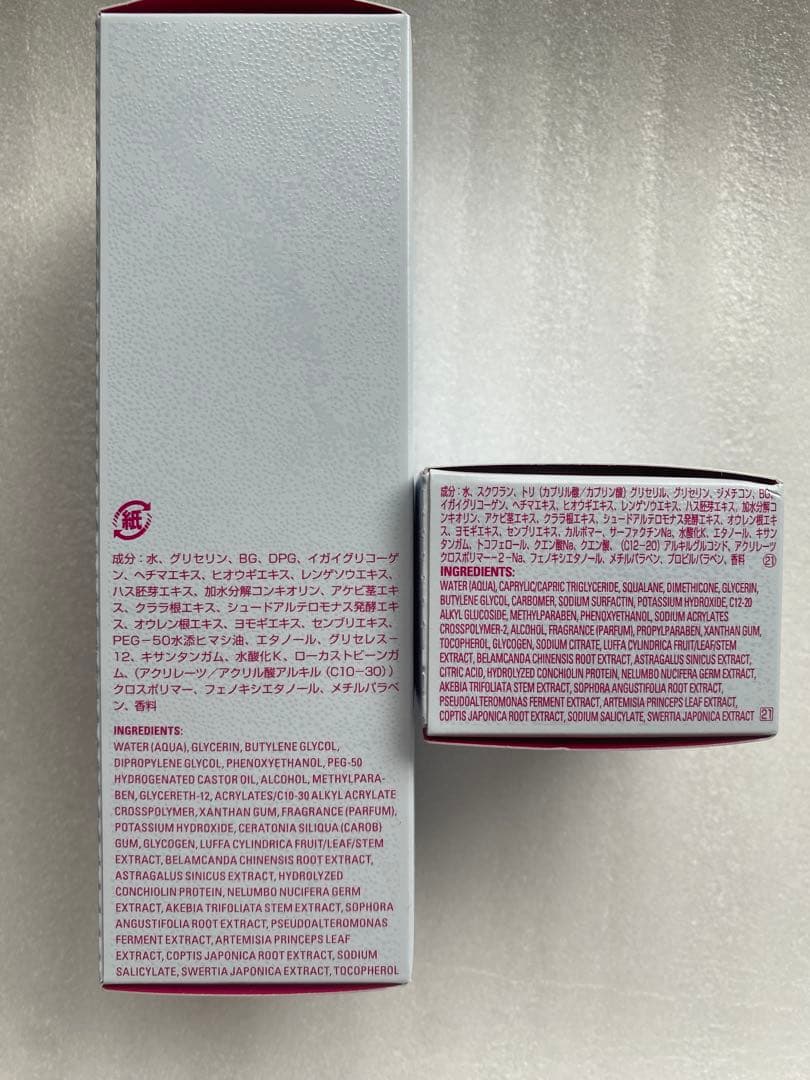 紙
成分：水、グリセリン、BG、DPG、イガイグリコーゲ
ン、ヘチマエキス、ヒオウギエキス、レンゲソウエキス、
ハス胚芽エキス、加水分解コンキオリン、アケビ茎エキ
ス、クララ根エキス、シュードアルテロモナス発酵エキ
ス、オウレン根エキス、ヨモギエキス、センブリエキス、
PEG－50水添ヒマシ油、エタノール、グリセレス－
12、キサンタンガム、水酸化K、ローカストビーンガ
ム、（アクリレーツ／アクリル酸アルキル（C10－30））
クロスポリマー、フェノキシエタノール、メチルパラベ
ン、香料
INGREDIENTS:
WATER (AQUA), GLYCERIN, BUTYLENE GLYCOL,
DIPROPYLENE GLYCOL, PHENOXYETHANOL, PEG-50
HYDROGENATED CASTOR OIL, ALCOHOL, METHYLPARA-
BEN, GLYCERETH-12, ACRYLATES/C10-30 ALKYL ACRYLATE
CROSSPOLYMER, XANTHAN GUM, FRAGRANCE (PARFUM),
POTASSIUM HYDROXIDE, CERATONIA SILIQUA (CAROB)
GUM, GLYCOGEN, LUFFA CYLINDRICA FRUIT/LEAF/STEM
EXTRACT, BELAMCANDA CHINENSIS ROOT EXTRACT,
ASTRAGALUS SINICUS EXTRACT, HYDROLYZED
CONCHIOLIN PROTEIN, NELUMBO NUCIFERA GERM
EXTRACT, AKEBIA TRIFOLIATA STEM EXTRACT, SOPHORA
ANGUSTIFOLIA ROOT EXTRACT, PSEUDOALTEROMONAS
FERMENT EXTRACT, ARTEMISIA PRINCEPS LEAF
EXTRACT, COPTIS JAPONICA ROOT EXTRACT, SODIUM
SALICYLATE, SWERTIA JAPONICA EXTRACT, TOCOPHEROL
成分：水、スクワラン、トリ（カプリル酸／カプリン酸）グリセリル、グリセリン、ジメチコン、BG、
イガイグリコーゲン、ヘチマエキス、ヒオウギエキス、レンゲソウエキス、ハス胚芽エキス、加水分解コ
ンキオリン、アケビ茎エキス、クララ根エキス、シュードアルテロモナス発酵エキス、オウレン根エキ
ス、ヨモギエキス、センブリエキス、カルボマー、サーファクチンNa、水酸化K、エタノール、キサ
ンタンガム、トコフェロール、クエン酸Na、クエン酸、（C12－20）アルキルグルコシド、アクリレーツ
クロスポリマー－2－Na、フェノキシエタノール、メチルパラベン、プロピルパラベン、香料 ㉑
INGREDIENTS:
WATER (AQUA), CAPRYLIC/CAPRIC TRIGLYCERIDE, SQUALANE, DIMETHICONE, GLYCERIN,
BUTYLENE GLYCOL, CARBOMER, SODIUM SURFACTIN, POTASSIUM HYDROXIDE, C12-20
ALKYL GLUCOSIDE, METHYLPARABEN, PHENOXYETHANOL, SODIUM ACRYLATES
CROSSPOLYMER-2, ALCOHOL, FRAGRANCE (PARFUM), PROPYLPARABEN, XANTHAN GUM,
TOCOPHEROL, GLYCOGEN, SODIUM CITRATE, LUFFA CYLINDRICA FRUIT/LEAF/STEM
EXTRACT, BELAMCANDA CHINENSIS ROOT EXTRACT, ASTRAGALUS SINICUS EXTRACT,
CITRIC ACID, HYDROLYZED CONCHIOLIN PROTEIN, NELUMBO NUCIFERA GERM EXTRACT,
AKEBIA TRIFOLIATA STEM EXTRACT, SOPHORA ANGUSTIFOLIA ROOT EXTRACT,
PSEUDOALTEROMONAS FERMENT EXTRACT, ARTEMISIA PRINCEPS LEAF EXTRACT,
COPTIS JAPONICA ROOT EXTRACT, SODIUM SALICYLATE, SWERTIA JAPONICA EXTRACT 21